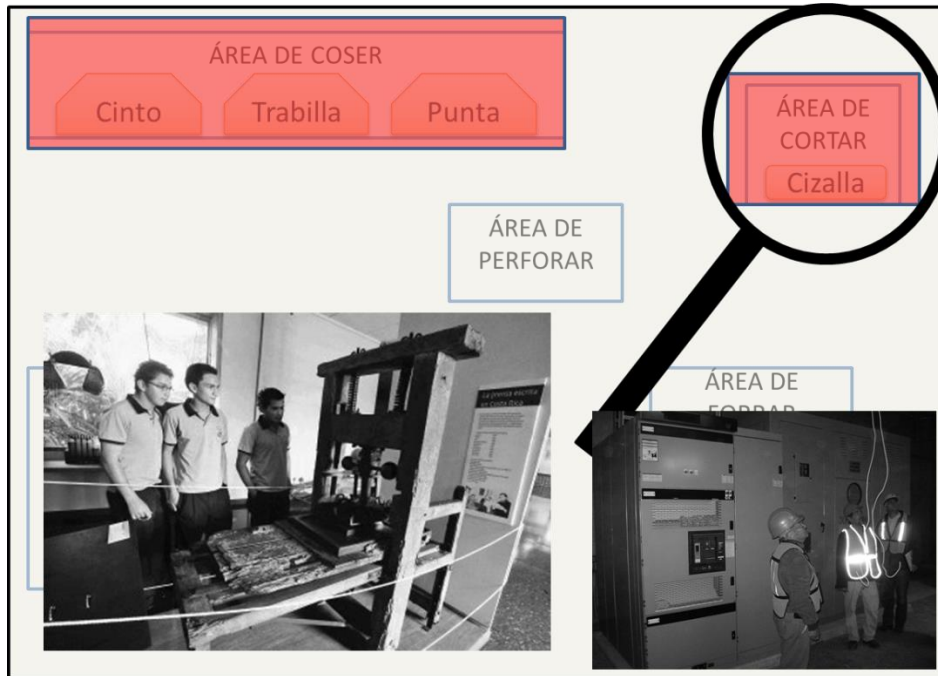 ÁREA DE COSER
Cinto
Trabilla
Punta
ÁREA DE
CORTAR
Cizalla
ÁREA DE
PERFORAR
ÁREA DE
FORRAR
La prensa escrita
en Costa Rica